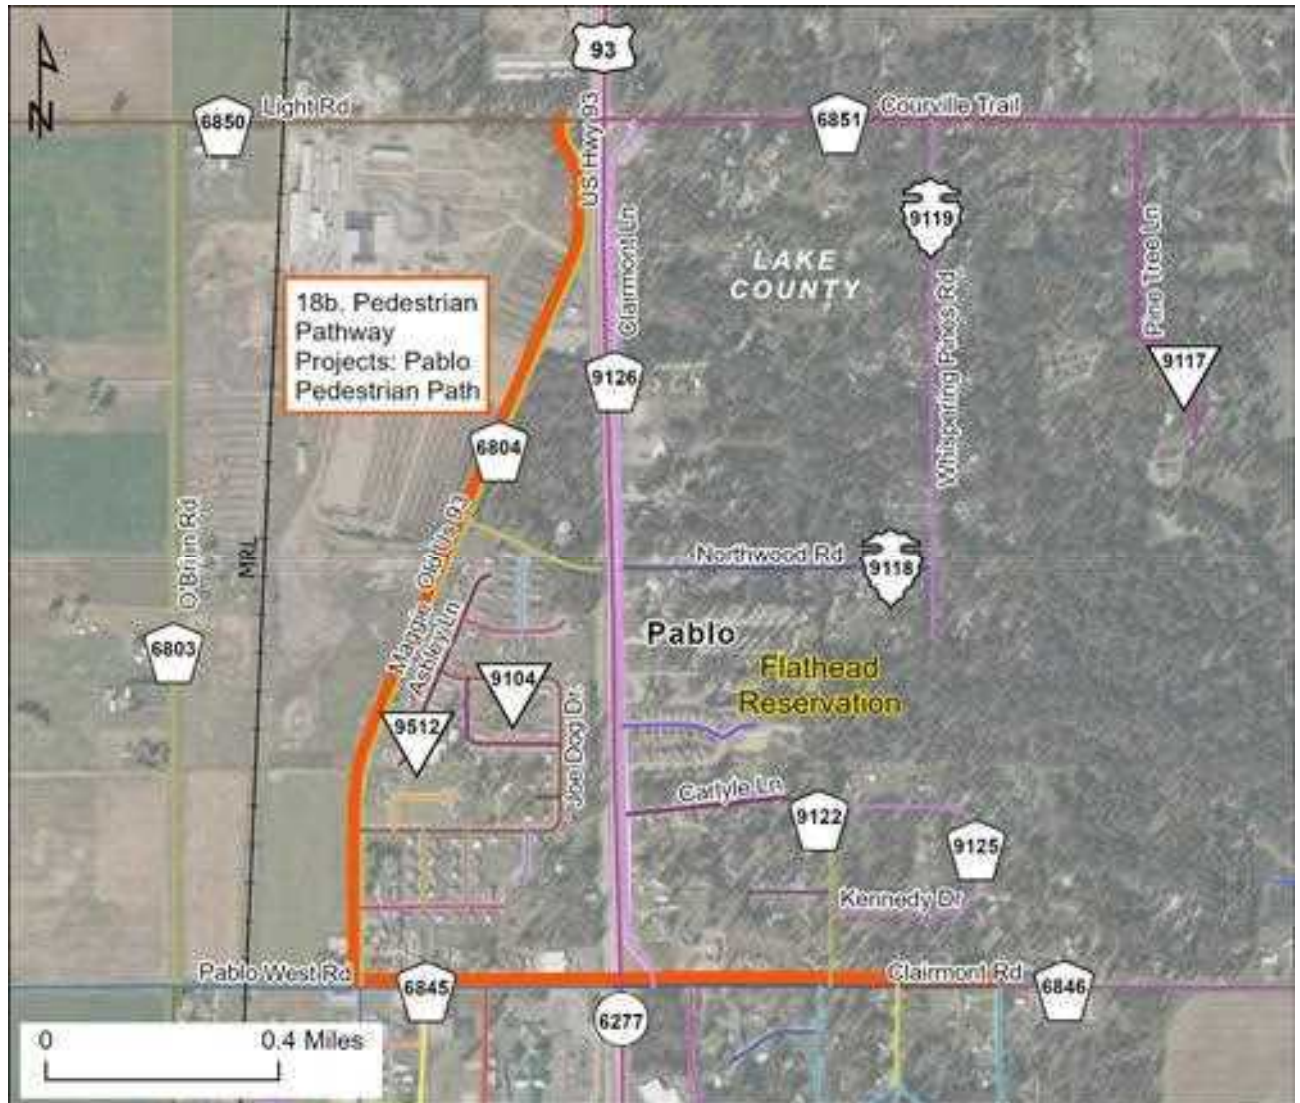 93
N
6850
Light Rd
US Hwy 93
6851
Courville Trail
9119
LAKE
COUNTY
Clairmont Ln
Pine Tree Ln
18b. Pedestrian
Pathway
Projects: Pablo
Pedestrian Path
9117
9126
6804
Whispering Pines Rd
O'Brien Rd
MRL
Old US 93
Northwood Rd
9118
6803
Ashley Ln
Pablo
9104
Flathead
Reservation
9512
Joe Dog Dr
Carlyle Ln
9122
9125
Kennedy Dr
Pablo West Rd
6845
Clairmont Rd
6846
6277
0
0.4 Miles